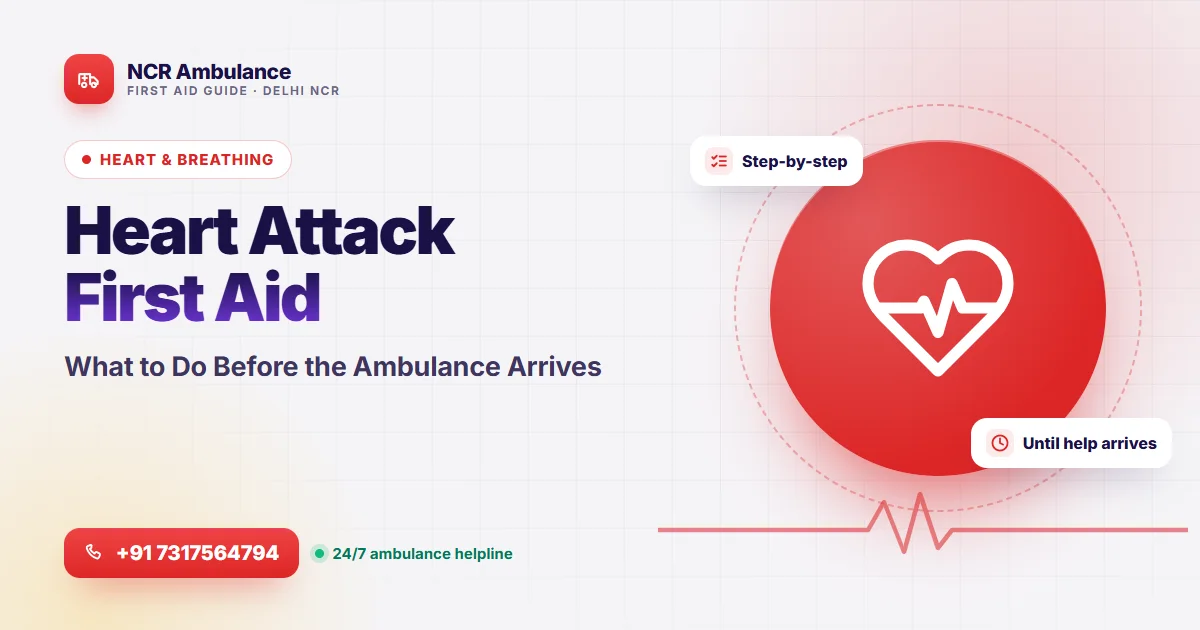 NCR Ambulance
FIRST AID GUIDE · DELHI NCR
HEART & BREATHING
Heart Attack
First Aid
What to Do Before the Ambulance Arrives
+91 7317564794
24/7 ambulance helpline
Step-by-step
Until help arrives